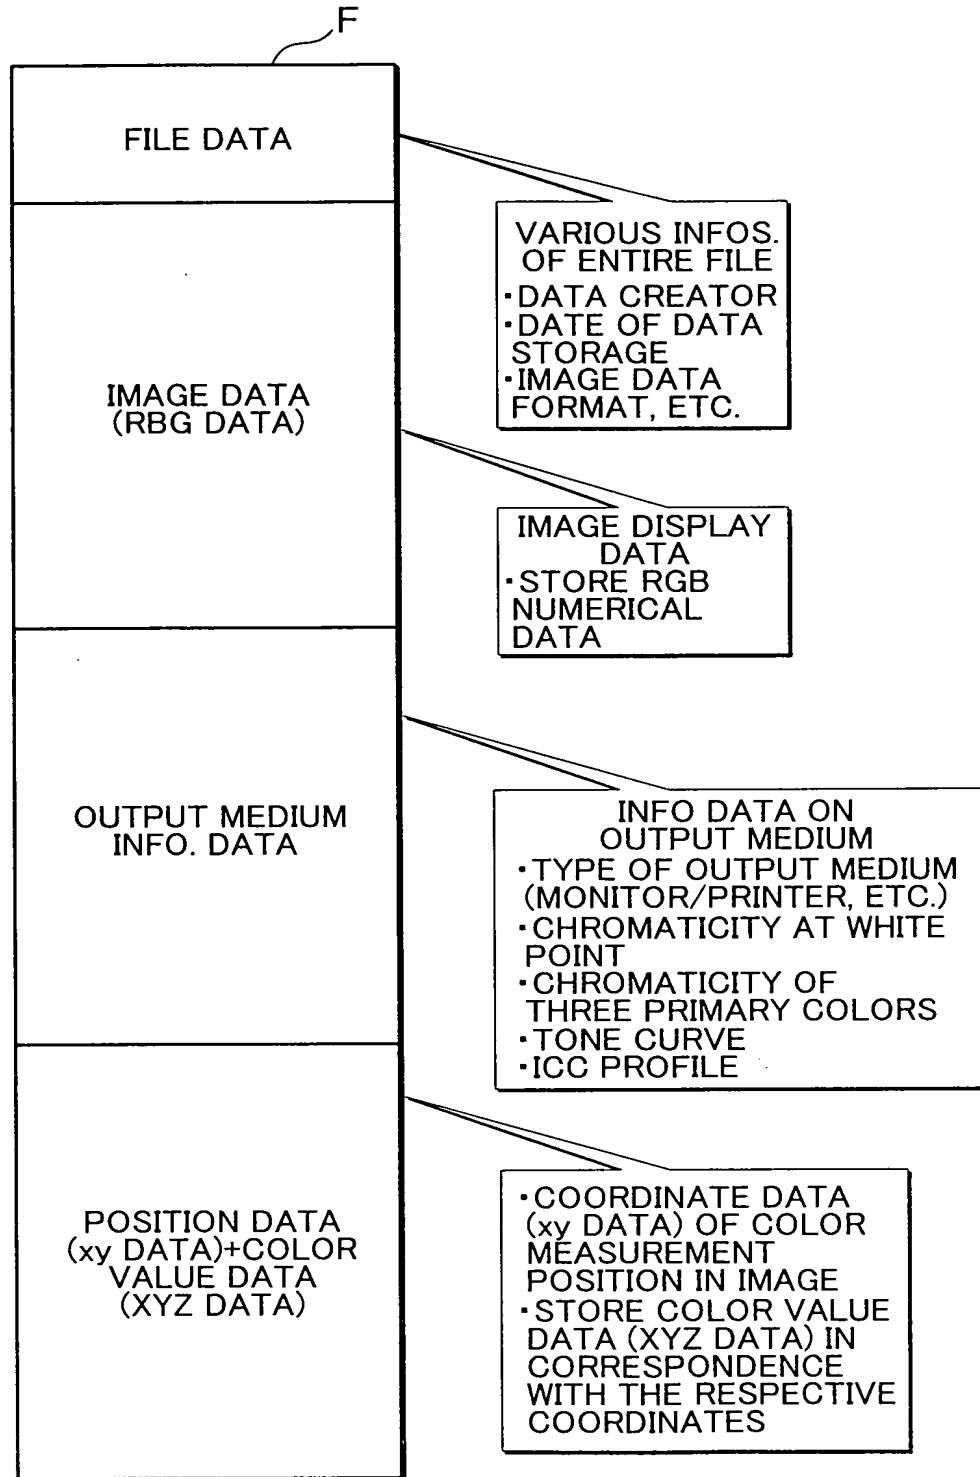 F
FILE DATA
VARIOUS INFOS.
OF ENTIRE FILE
・DATA CREATOR
・DATE OF DATA
STORAGE
・IMAGE DATA
FORMAT, ETC.
IMAGE DATA
(RBG DATA)
IMAGE DISPLAY
DATA
・STORE RGB
NUMERICAL
DATA
OUTPUT MEDIUM
INFO. DATA
INFO DATA ON
OUTPUT MEDIUM
・TYPE OF OUTPUT MEDIUM
(MONITOR/PRINTER, ETC.)
・CHROMATICITY AT WHITE
POINT
・CHROMATICITY OF
THREE PRIMARY COLORS
・TONE CURVE
・ICC PROFILE
POSITION DATA
(xy DATA)+COLOR
VALUE DATA
(XYZ DATA)
・COORDINATE DATA
(xy DATA) OF COLOR
MEASUREMENT
POSITION IN IMAGE
・STORE COLOR VALUE
DATA (XYZ DATA) IN
CORRESPONDENCE
WITH THE RESPECTIVE
COORDINATES